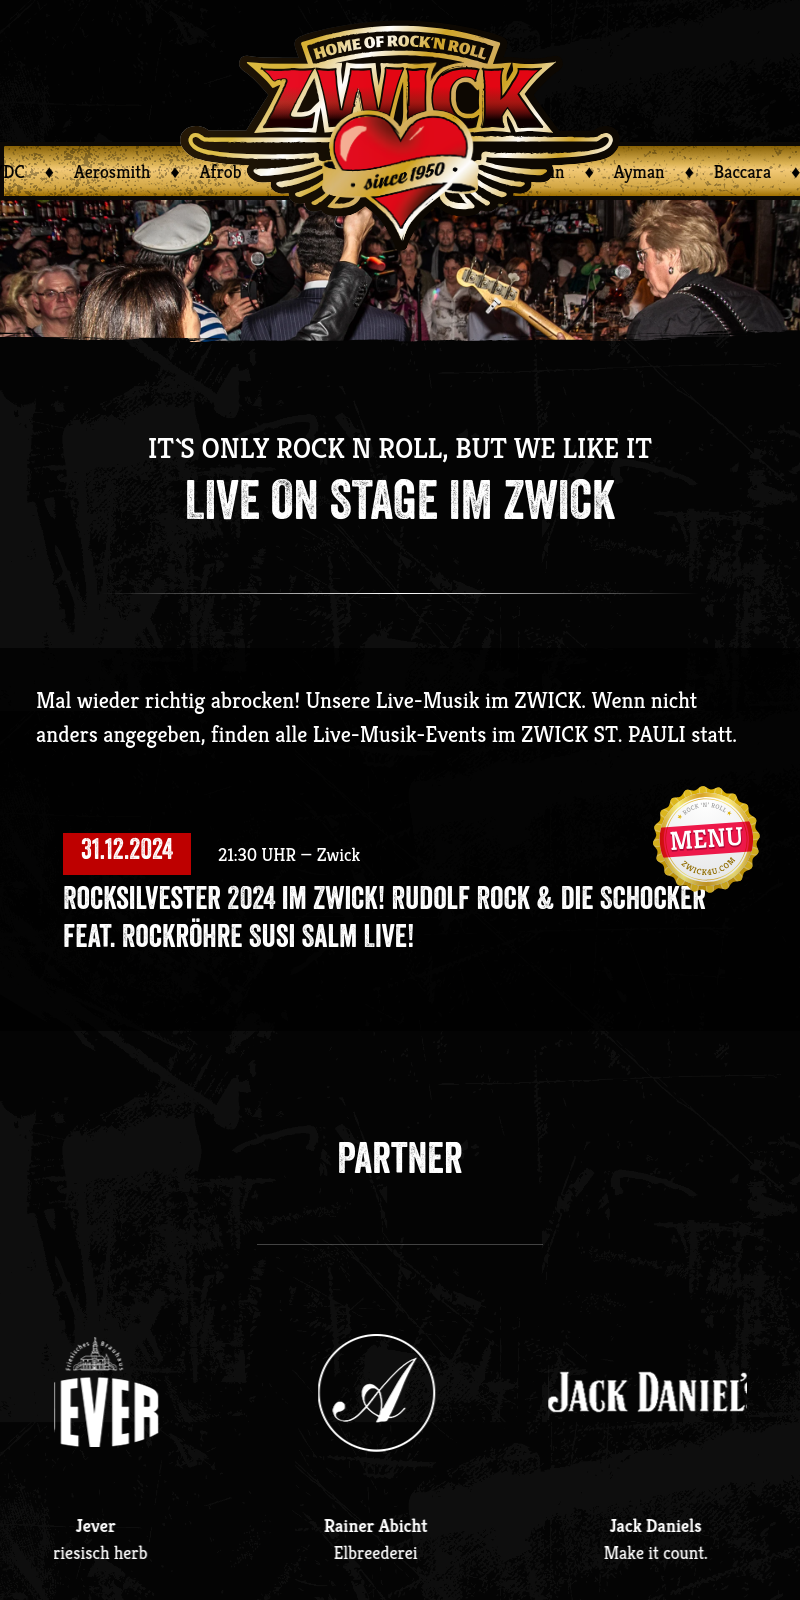 HOME OF ROCK'N ROLL
ZWICK
since 1950
DC ♦ Aerosmith ♦ Afrob
n ♦ Ayman ♦ Baccara ♦
IT`S ONLY ROCK N ROLL, BUT WE LIKE IT
LIVE ON STAGE IM ZWICK
Mal wieder richtig abrocken! Unsere Live-Musik im ZWICK. Wenn nicht
anders angegeben, finden alle Live-Musik-Events im ZWICK ST. PAULI statt.
ROCK 'N' ROLL
MENU
ZWICK4U.COM
31.12.2024 21:30 UHR – Zwick
ROCKSILVESTER 2024 IM ZWICK! RUDOLF ROCK & DIE SCHOCKER
FEAT. ROCKRÖHRE SUSI SALM LIVE!
PARTNER
riesisches Brauhaus
EVER
A
JACK DANIEL'
Jever
riesisch herb
Rainer Abicht
Elbreederei
Jack Daniels
Make it count.